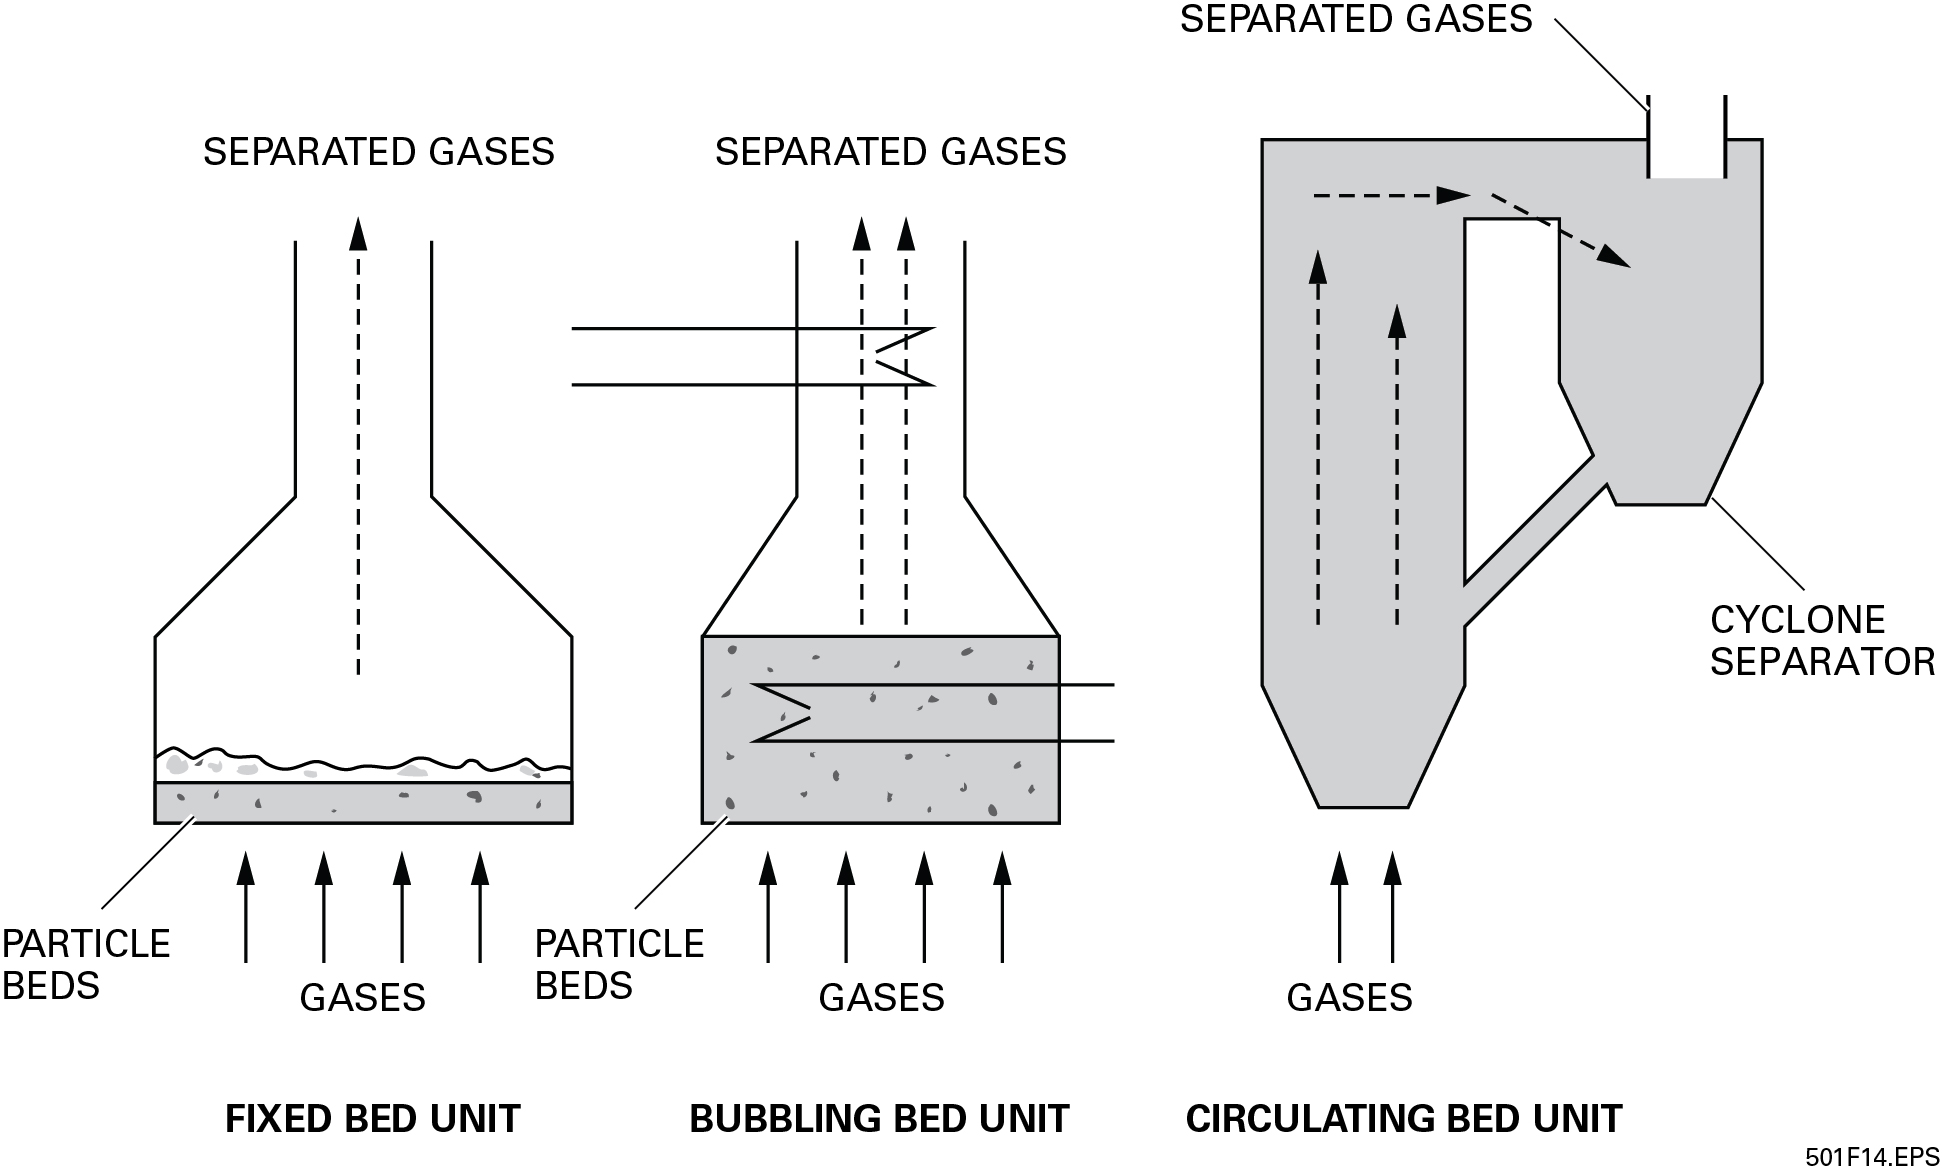 SEPARATED GASES
SEPARATED GASES
SEPARATED GASES
CYCLONE
SEPARATOR
PARTICLE
BEDS
PARTICLE
BEDS
GASES
GASES
GASES
FIXED BED UNIT
BUBBLING BED UNIT
CIRCULATING BED UNIT
501F14.EPS